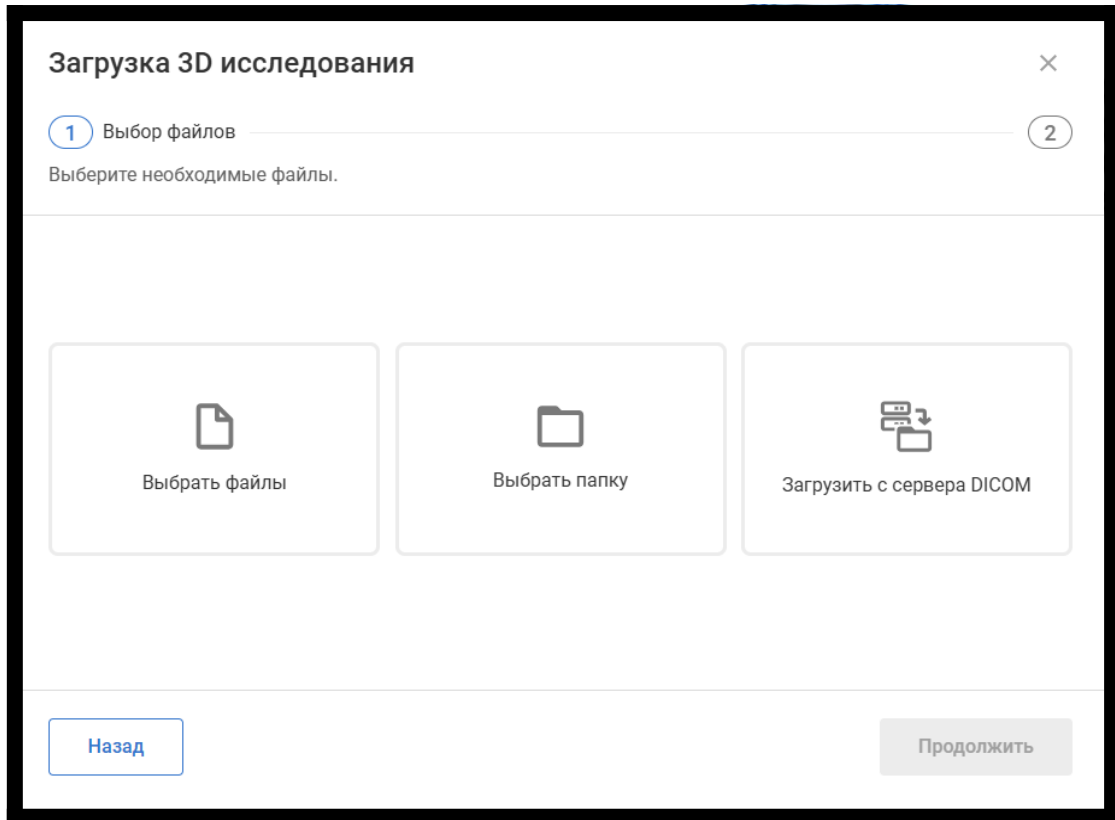 Загрузка 3D исследования
1 Выбор файлов 2
Выберите необходимые файлы.
Выбрать файлы
Выбрать папку
Загрузить с сервера DICOM
Назад
Продолжить